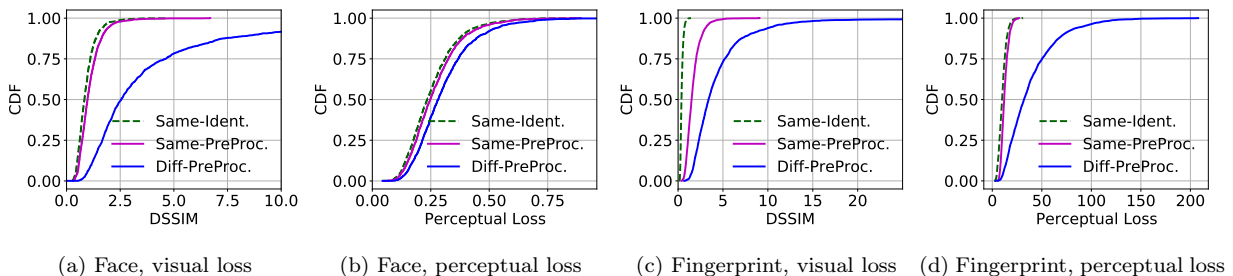 1.00
0.75
0.50
0.25
0.00
CDF
Same-Ident.
Same-PreProc.
Diff-PreProc.
0.0 2.5 5.0 7.5 10.0
DSSIM
(a) Face, visual loss
1.00
0.75
0.50
0.25
0.00
CDF
Same-Ident.
Same-PreProc.
Diff-PreProc.
0.00 0.25 0.50 0.75
Perceptual Loss
(b) Face, perceptual loss
1.00
0.75
0.50
0.25
0.00
CDF
Same-Ident.
Same-PreProc.
Diff-PreProc.
0 5 10 15 20
DSSIM
(c) Fingerprint, visual loss
1.00
0.75
0.50
0.25
0.00
CDF
Same-Ident.
Same-PreProc.
Diff-PreProc.
0 50 100 150 200
Perceptual Loss
(d) Fingerprint, perceptual loss